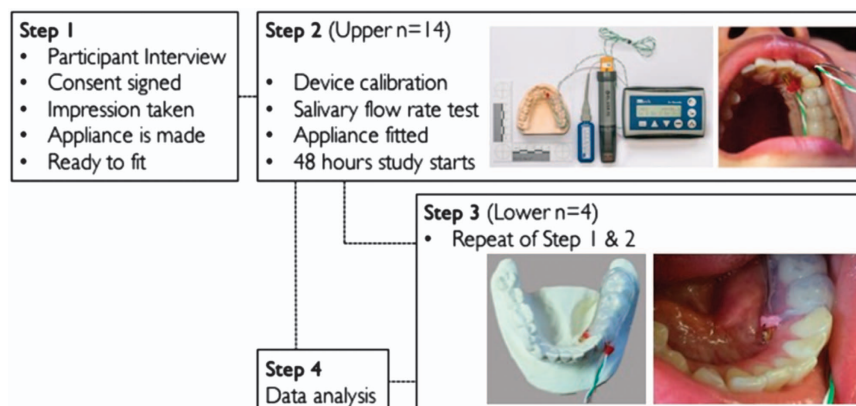 Step 1
• Participant Interview
• Consent signed
• Impression taken
• Appliance is made
• Ready to fit
Step 2 (Upper n=14)
• Device calibration
• Salivary flow rate test
• Appliance fitted
• 48 hours study starts
Step 3 (Lower n=4)
• Repeat of Step 1 & 2
Step 4
Data analysis